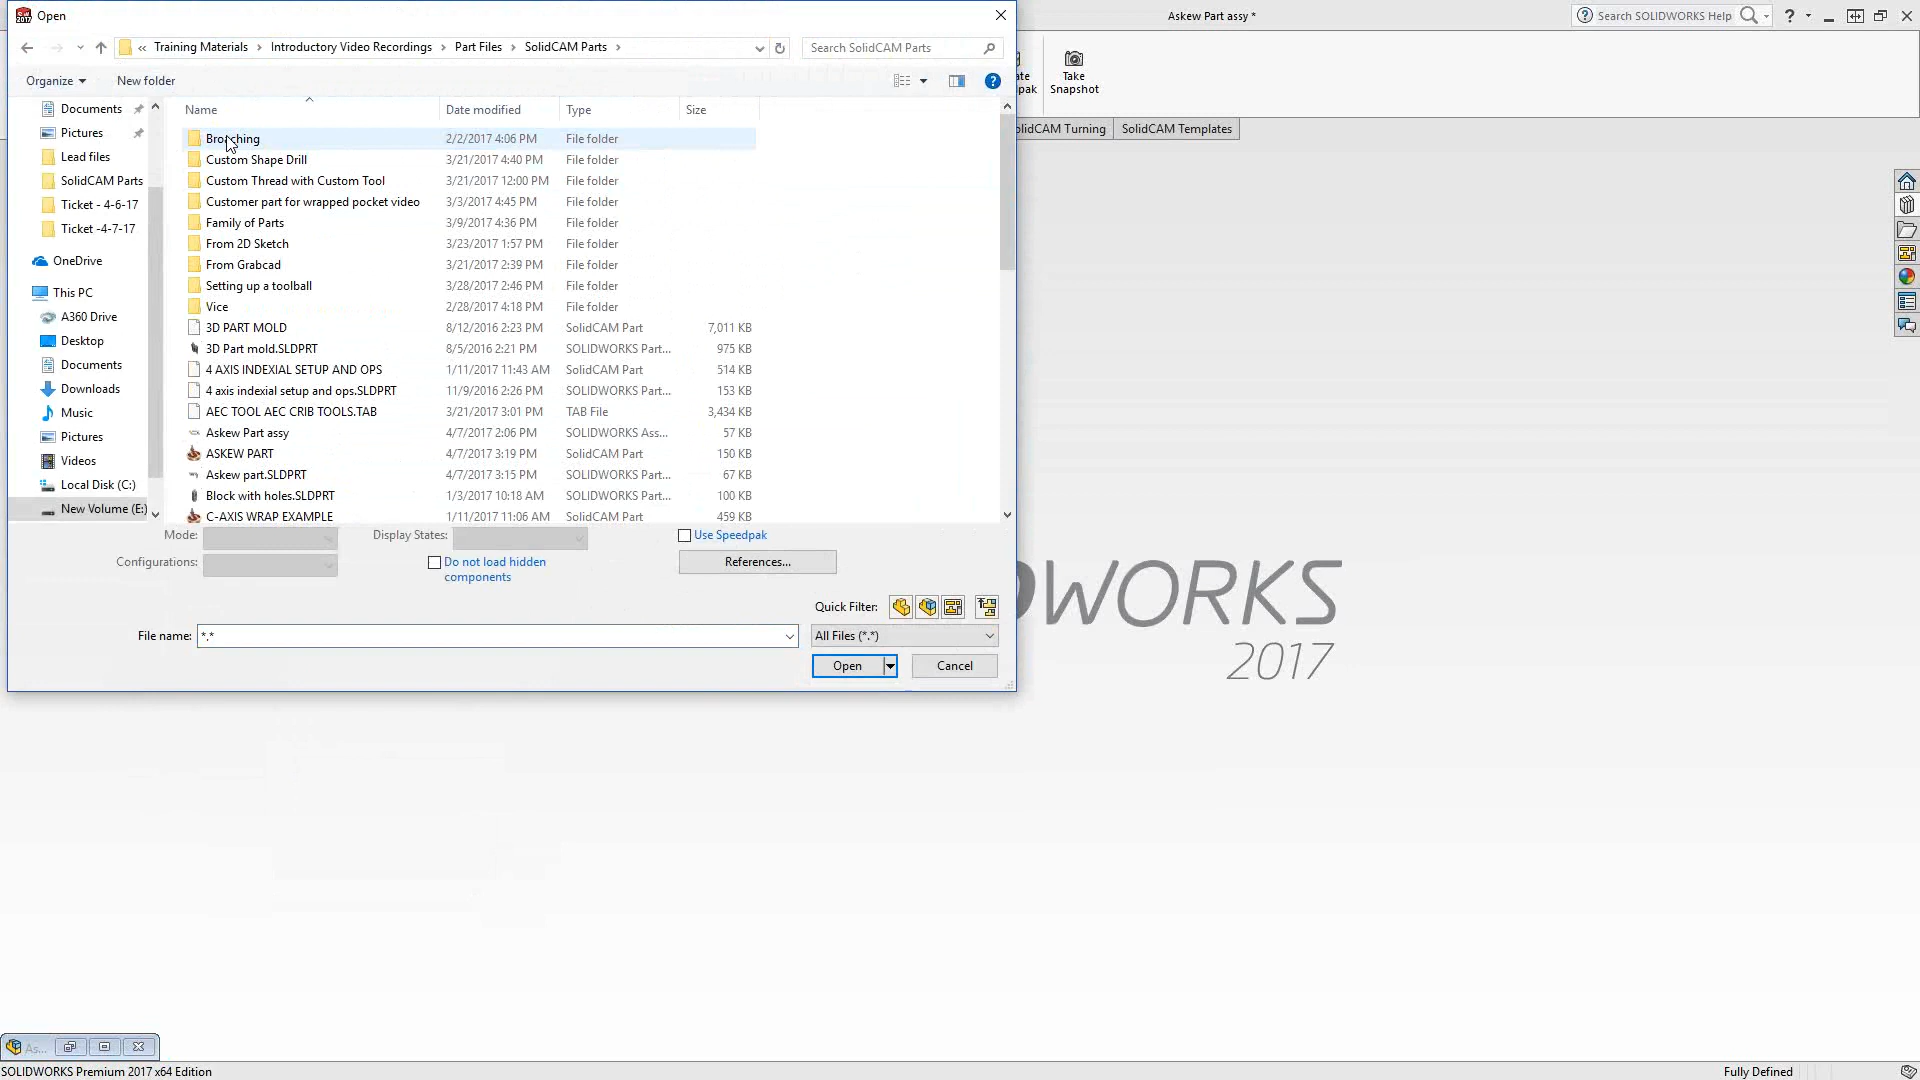 Open
Askew Part assy *
Search SOLIDWORKS Help
?
« Training Materials > Introductory Video Recordings > Part Files > SolidCAM Parts >
Search SolidCAM Parts
Organize
New folder
Take
Snapshot
SolidCAM Templates
Documents
Pictures
Lead files
SolidCAM Parts
Ticket - 4-6-17
Ticket -4-7-17
OneDrive
This PC
A360 Drive
Desktop
Documents
Downloads
Music
Pictures
Videos
Local Disk (C:)
New Volume (E:)
Name Date modified Type Size
Broaching 2/2/2017 4:06 PM File folder
Custom Shape Drill 3/21/2017 4:40 PM File folder
Custom Thread with Custom Tool 3/21/2017 12:00 PM File folder
Customer part for wrapped pocket video 3/3/2017 4:45 PM File folder
Family of Parts 3/9/2017 4:36 PM File folder
From 2D Sketch 3/23/2017 1:57 PM File folder
From Grabcad 3/21/2017 2:39 PM File folder
Setting up a toolball 3/28/2017 2:46 PM File folder
Vice 2/28/2017 4:18 PM File folder
3D PART MOLD 8/12/2016 2:23 PM SolidCAM Part 7,011 KB
3D Part mold.SLDPRT 8/5/2016 2:21 PM SOLIDWORKS Part... 975 KB
4 AXIS INDEXIAL SETUP AND OPS 1/11/2017 11:43 AM SolidCAM Part 514 KB
4 axis indexial setup and ops.SLDPRT 11/9/2016 2:26 PM SOLIDWORKS Part... 153 KB
AEC TOOL AEC CRIB TOOLS.TAB 3/21/2017 3:01 PM TAB File 3,434 KB
Askew Part assy 4/7/2017 2:06 PM SOLIDWORKS Ass... 57 KB
ASKEW PART 4/7/2017 3:19 PM SolidCAM Part 150 KB
Askew part.SLDPRT 4/7/2017 3:15 PM SOLIDWORKS Part... 67 KB
Block with holes.SLDPRT 1/3/2017 10:18 AM SOLIDWORKS Part... 100 KB
C-AXIS WRAP EXAMPLE 1/11/2017 11:06 AM SolidCAM Part 459 KB
Mode:
Display States:
Use Speedpak
Configurations:
Do not load hidden
components
References...
Quick Filter:
File name: *.*
All Files (*.*)
Open
Cancel
DWORKS
2017
As...
SOLIDWORKS Premium 2017 x64 Edition
Fully Defined